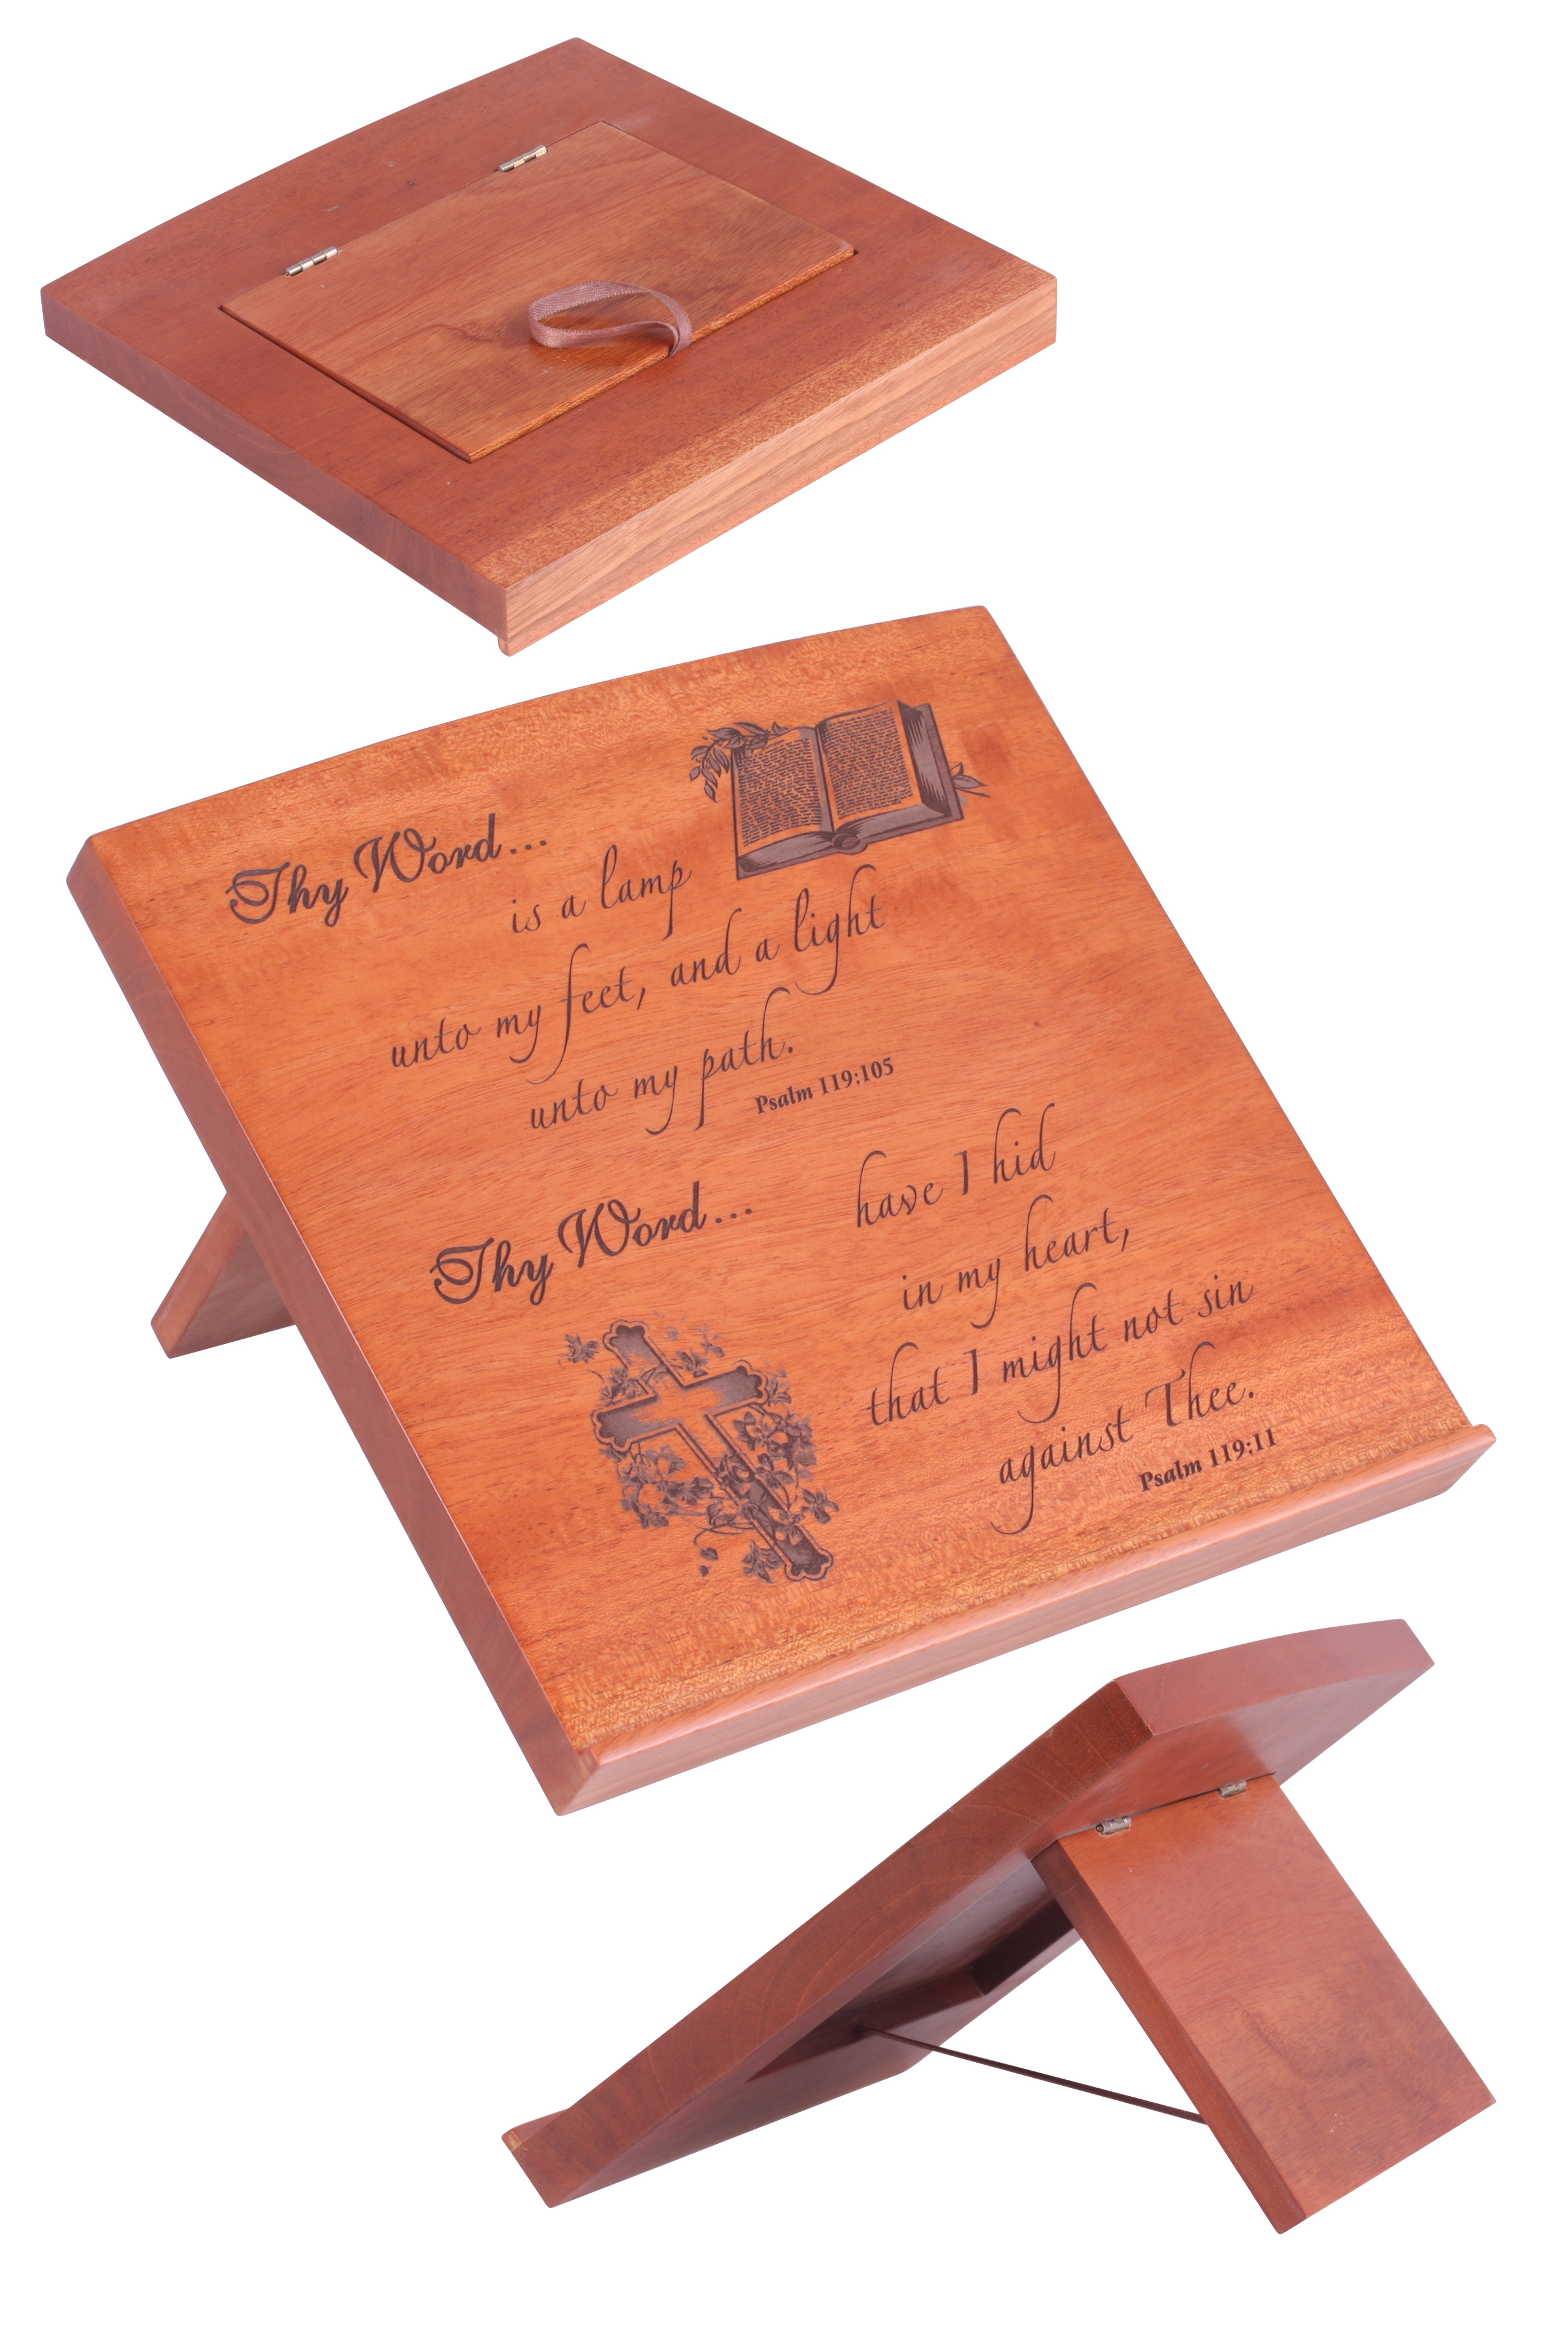 Thy Word...
is a lamp
unto my feet, and a light
unto my path.
Psalm 119:105
Thy Word...
have I hid
in my heart,
that I might not sin
against Thee.
Psalm 119:11